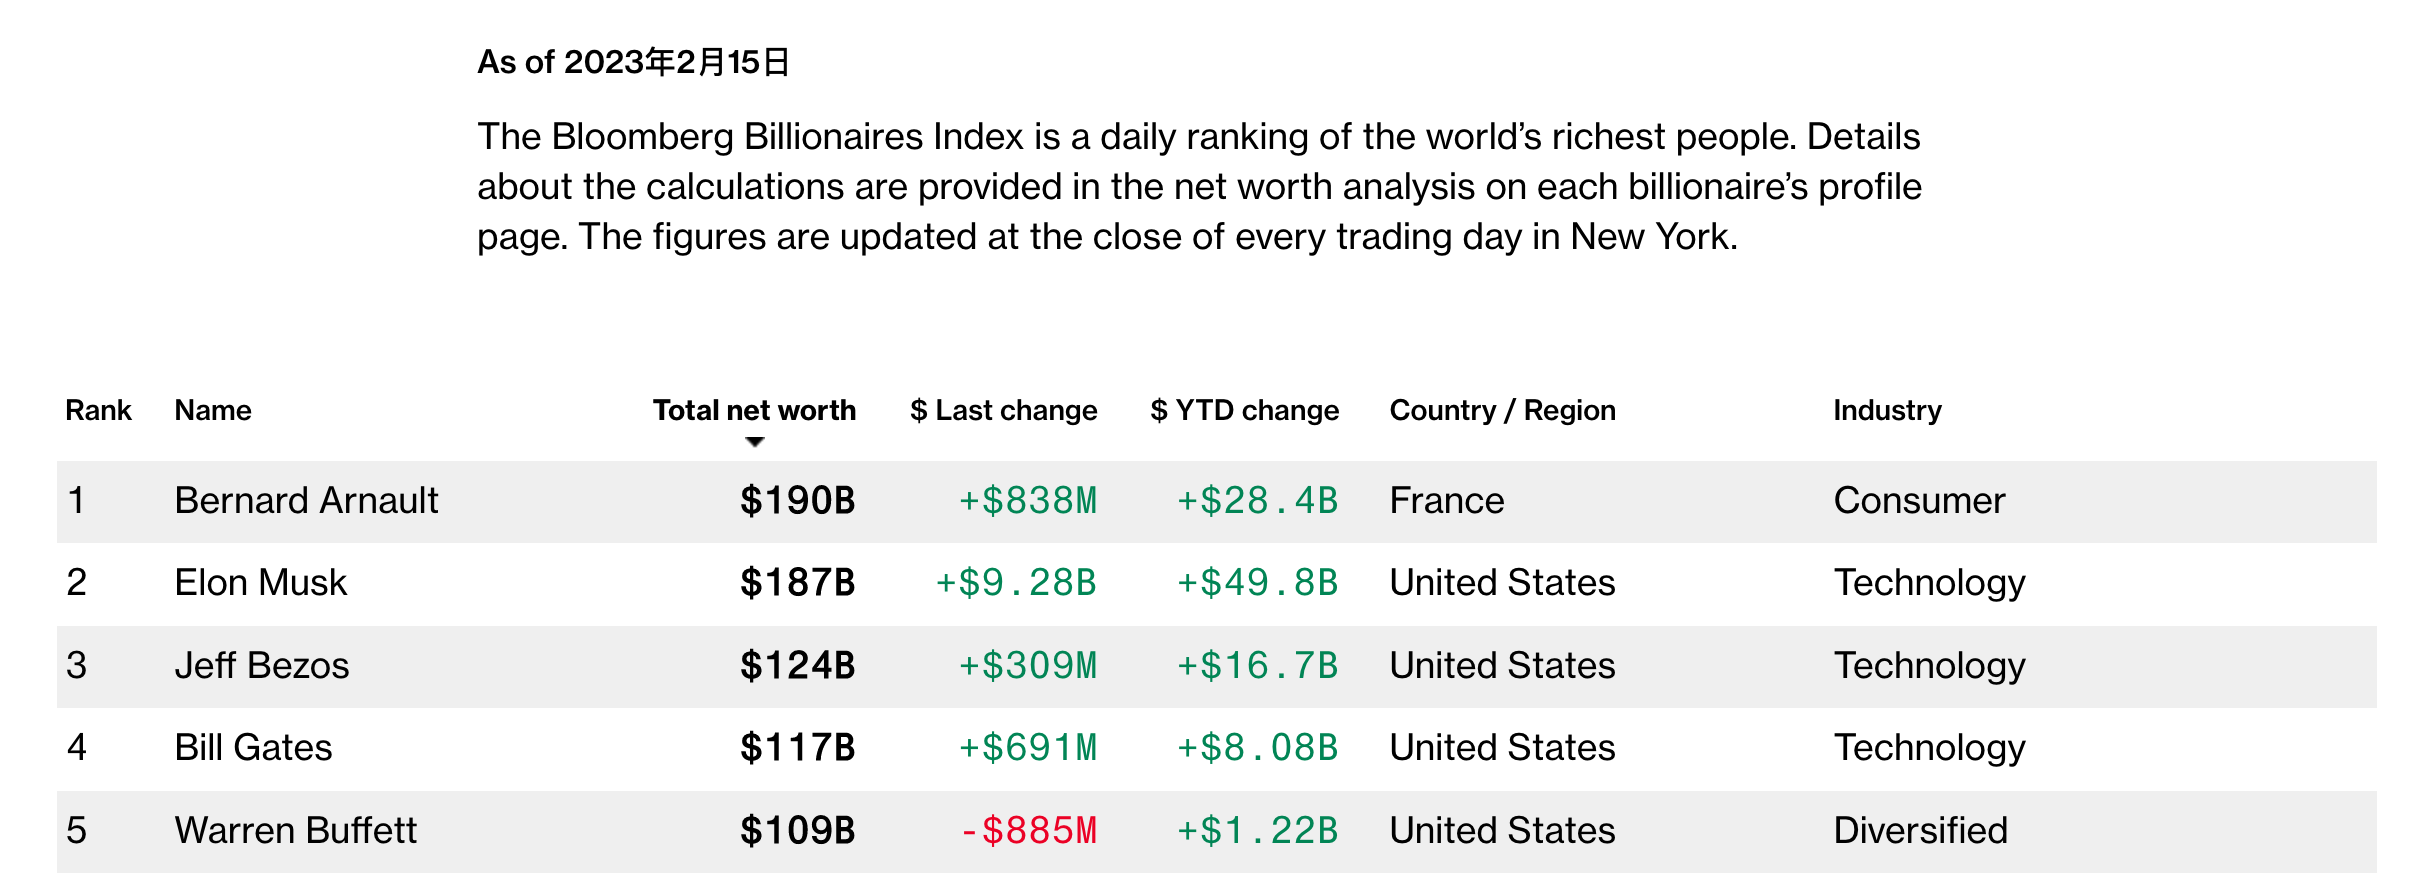 As of 2023年2月15日
The Bloomberg Billionaires Index is a daily ranking of the world’s richest people. Details
about the calculations are provided in the net worth analysis on each billionaire’s profile
page. The figures are updated at the close of every trading day in New York.
Rank Name Total net worth $ Last change $ YTD change Country / Region Industry
1 Bernard Arnault $190B +$838M +$28.4B France Consumer
2 Elon Musk $187B +$9.28B +$49.8B United States Technology
3 Jeff Bezos $124B +$309M +$16.7B United States Technology
4 Bill Gates $117B +$691M +$8.08B United States Technology
5 Warren Buffett $109B -$885M +$1.22B United States Diversified